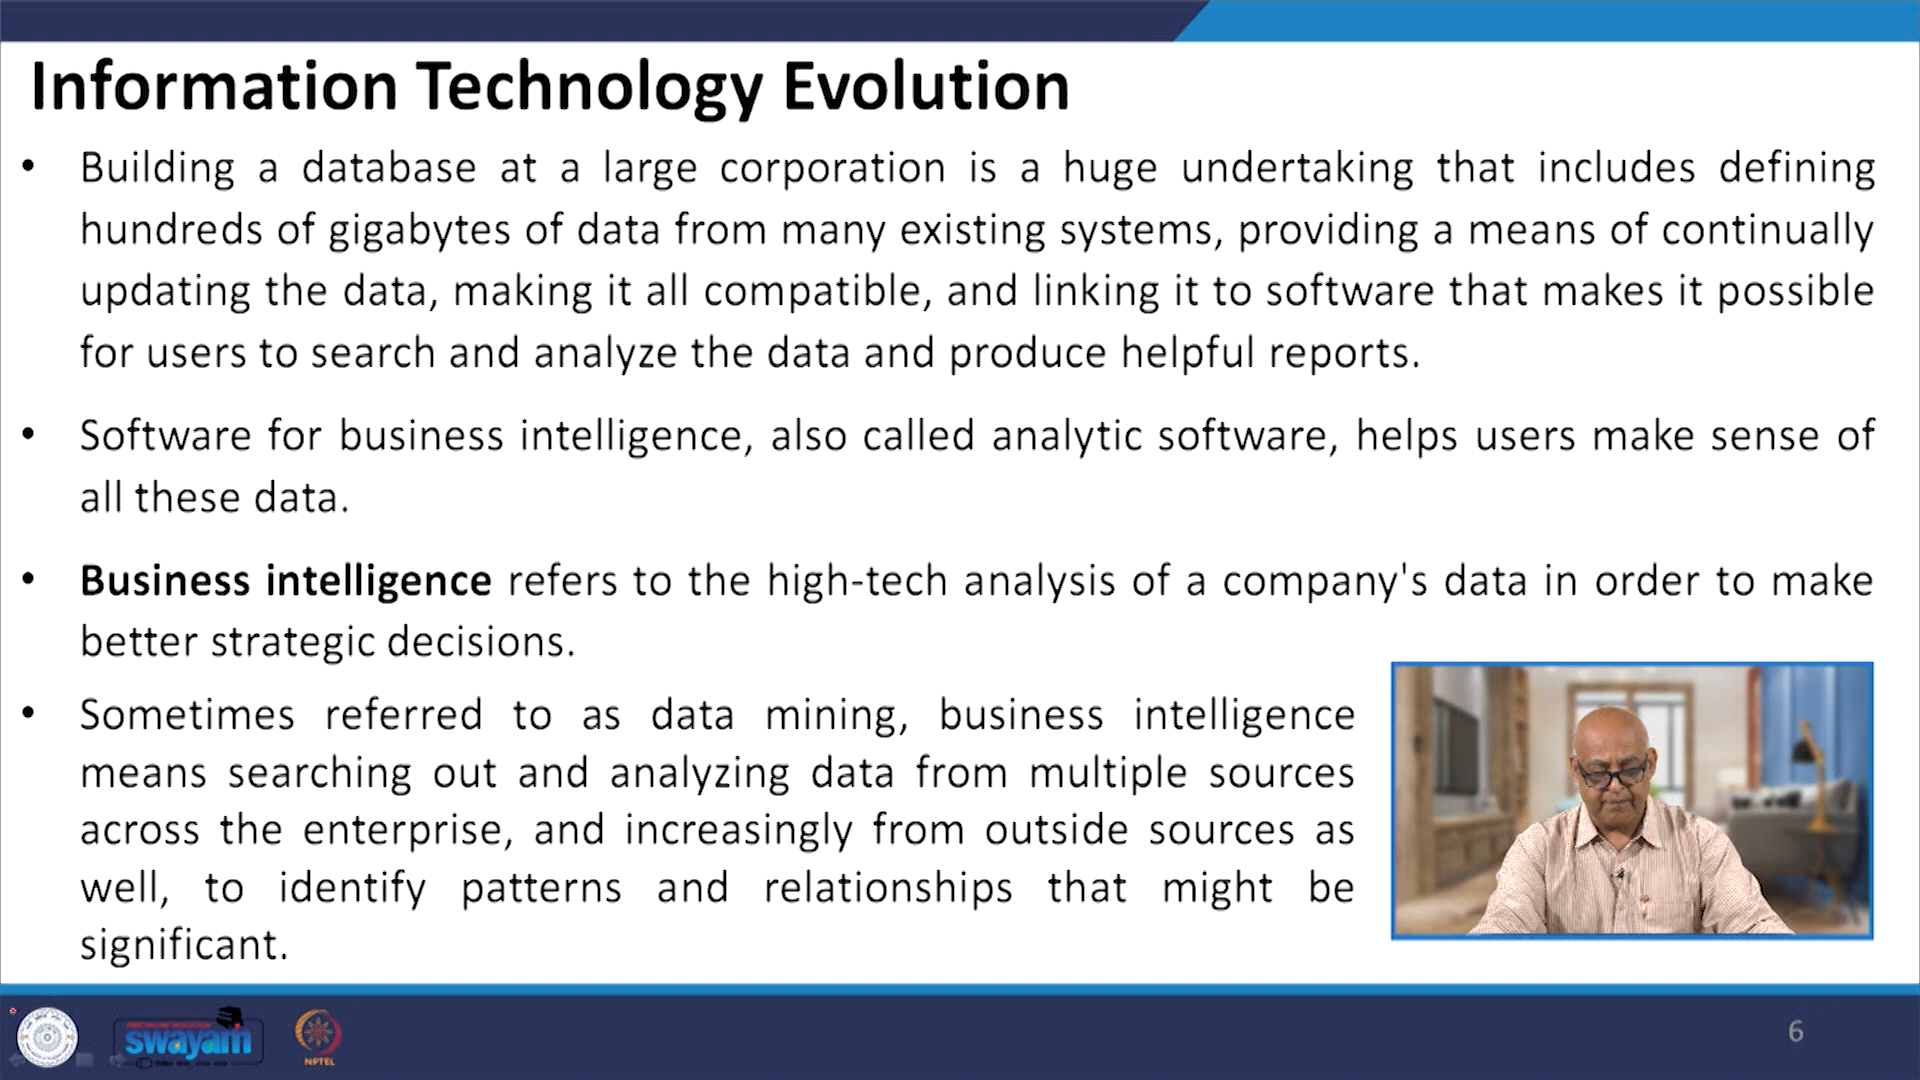 Information Technology Evolution
• Building a database at a large corporation is a huge undertaking that includes defining
hundreds of gigabytes of data from many existing systems, providing a means of continually
updating the data, making it all compatible, and linking it to software that makes it possible
for users to search and analyze the data and produce helpful reports.
• Software for business intelligence, also called analytic software, helps users make sense of
all these data.
• Business intelligence refers to the high-tech analysis of a company's data in order to make
better strategic decisions.
• Sometimes referred to as data mining, business intelligence
means searching out and analyzing data from multiple sources
across the enterprise, and increasingly from outside sources as
well, to identify patterns and relationships that might be
significant.
swayam
NPTEL
6